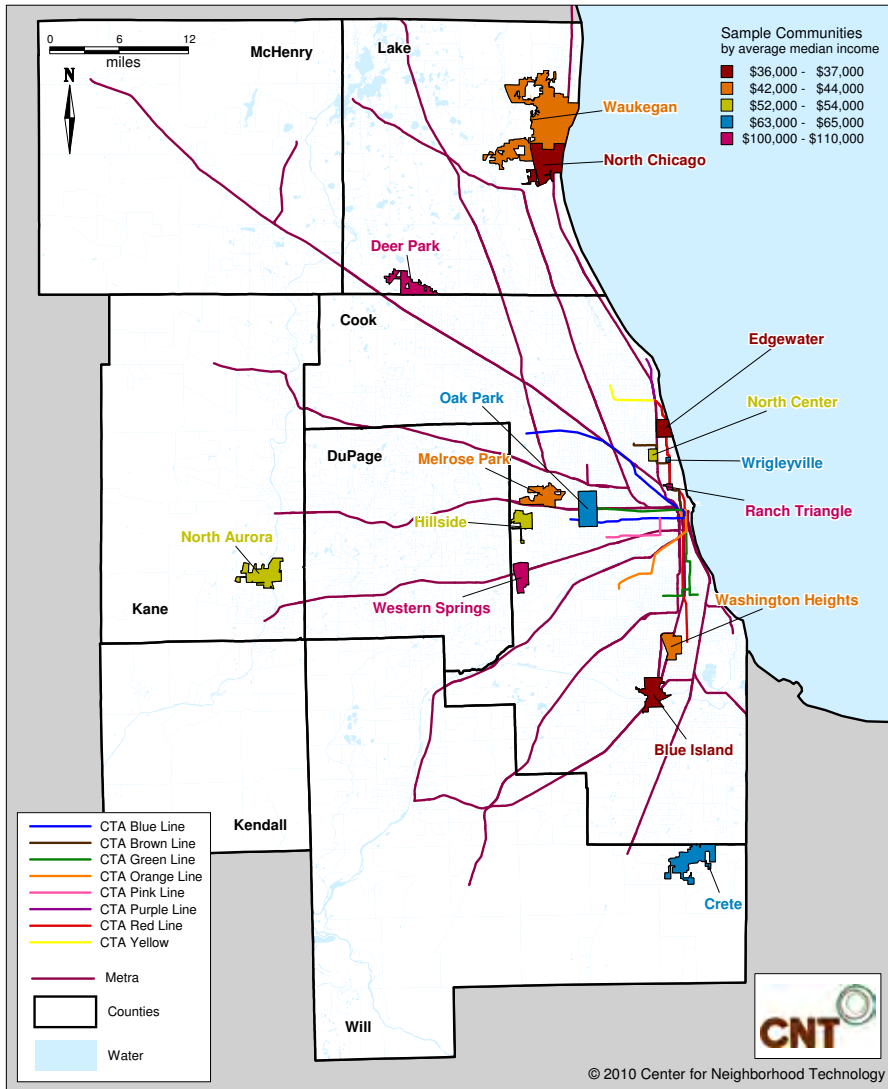 0 6 12
miles
N
McHenry
Lake
Sample Communities
by average median income
$36,000 - $37,000
$42,000 - $44,000
$52,000 - $54,000
$63,000 - $65,000
$100,000 - $110,000
Waukegan
North Chicago
Deer Park
Cook
Edgewater
Oak Park
North Center
DuPage
Melrose Park
Wrigleyville
Ranch Triangle
Hillside
North Aurora
Kane
Western Springs
Washington Heights
Blue Island
Kendall
Crete
Will
CTA Blue Line
CTA Brown Line
CTA Green Line
CTA Orange Line
CTA Pink Line
CTA Purple Line
CTA Red Line
CTA Yellow
Metra
Counties
Water
CNT
© 2010 Center for Neighborhood Technology